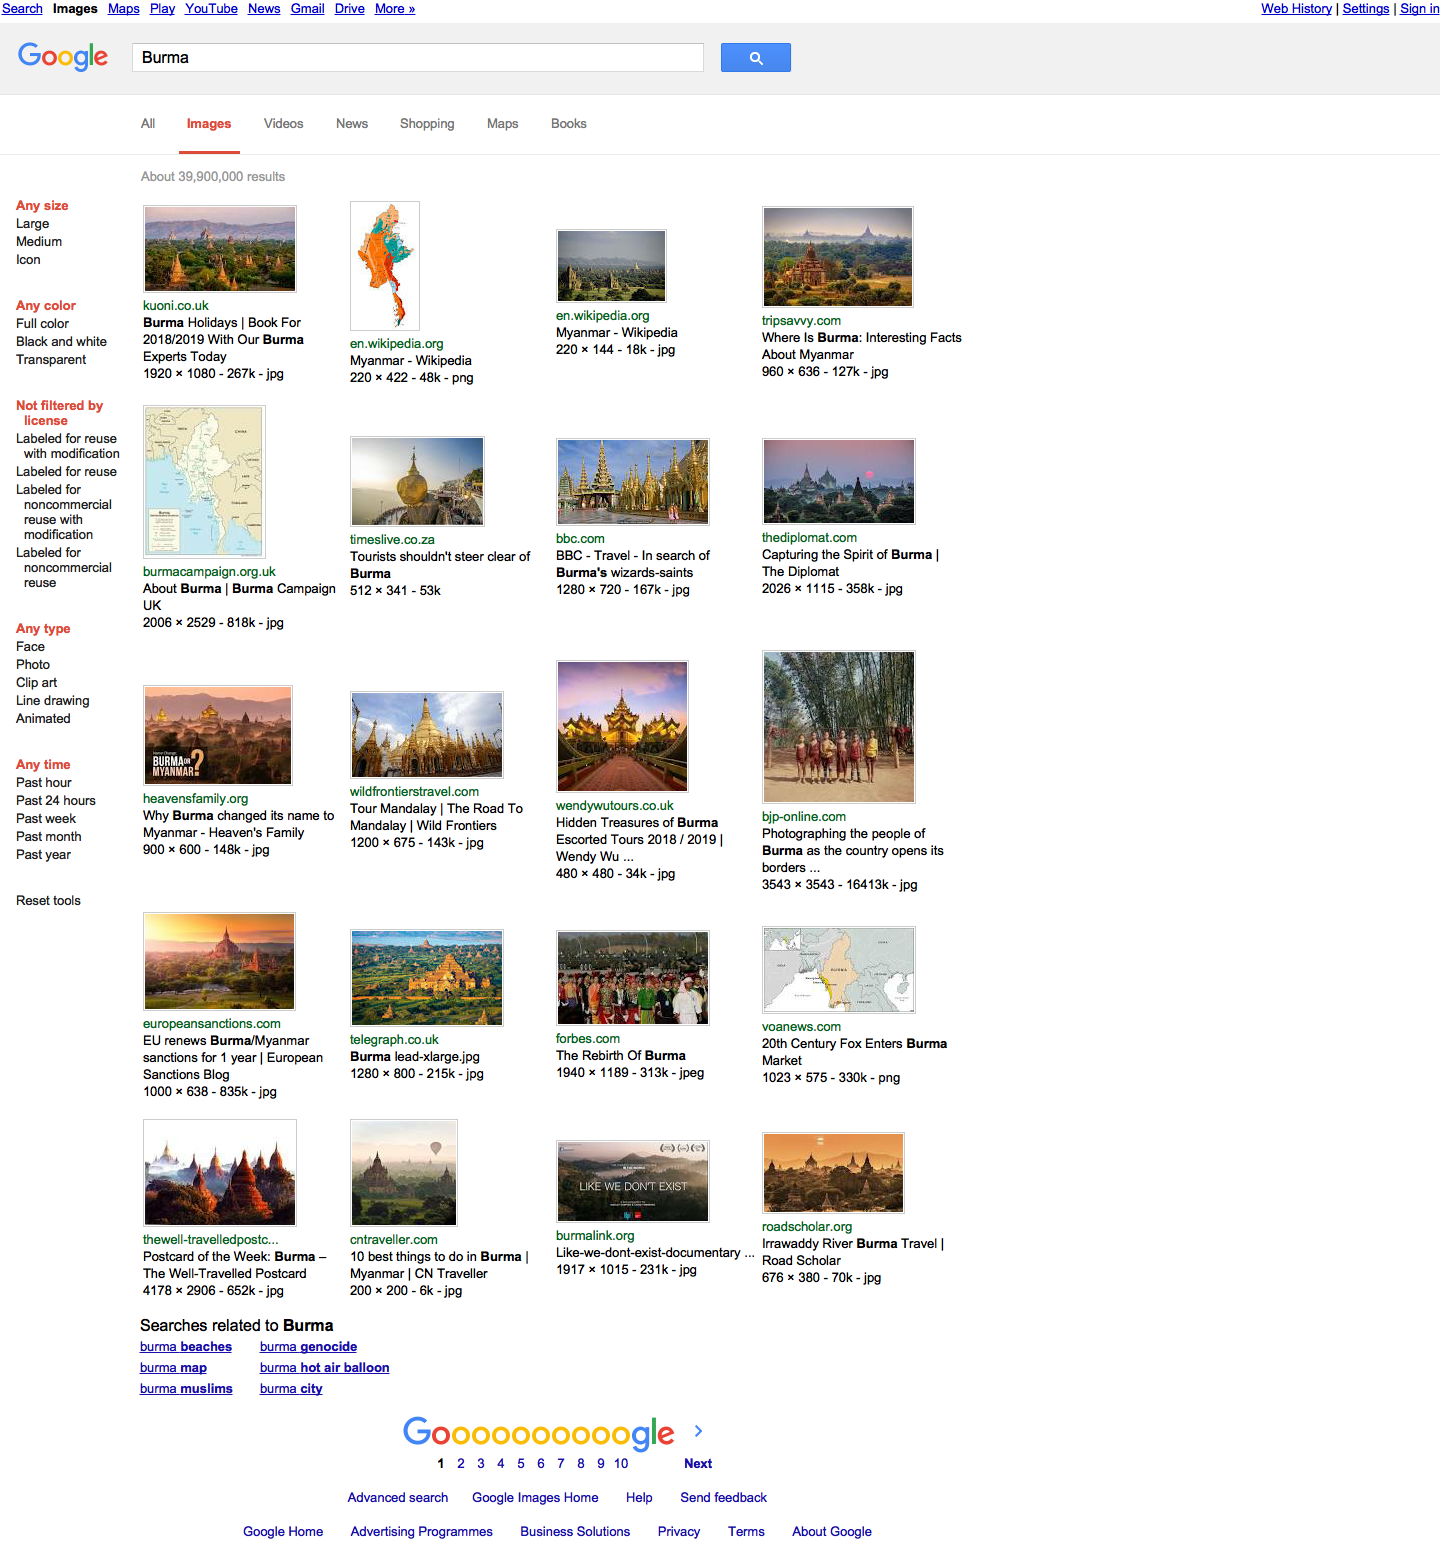 Search Images Maps Play YouTube News Gmail Drive More »
Web History | Settings | Sign in
Google
Burma
All Images Videos News Shopping Maps Books
About 39,900,000 results
Any size
Large
Medium
Icon
Any color
Full color
Black and white
Transparent
Not filtered by
license
Labeled for reuse
with modification
Labeled for reuse
Labeled for
noncommercial
reuse with
modification
Labeled for
noncommercial
reuse
Any type
Face
Photo
Clip art
Line drawing
Animated
Any time
Past hour
Past 24 hours
Past week
Past month
Past year
Reset tools
kuoni.co.uk
Burma Holidays | Book For
2018/2019 With Our Burma
Experts Today
1920 × 1080 - 267k - jpg
en.wikipedia.org
Myanmar - Wikipedia
220 × 422 - 48k - png
en.wikipedia.org
Myanmar - Wikipedia
220 × 144 - 18k - jpg
tripsavvy.com
Where Is Burma: Interesting Facts
About Myanmar
960 × 636 - 127k - jpg
burmacampaign.org.uk
About Burma | Burma Campaign
UK
2006 × 2529 - 818k - jpg
timeslive.co.za
Tourists shouldn't steer clear of
Burma
512 × 341 - 53k
bbc.com
BBC - Travel - In search of
Burma's wizards-saints
1280 × 720 - 167k - jpg
thediplomat.com
Capturing the Spirit of Burma |
The Diplomat
2026 × 1115 - 358k - jpg
BURMA OR
MYANMAR?
heavensfamily.org
Why Burma changed its name to
Myanmar - Heaven's Family
900 × 600 - 148k - jpg
wildfrontierstravel.com
Tour Mandalay | The Road To
Mandalay | Wild Frontiers
1200 × 675 - 143k - jpg
wendywutours.co.uk
Hidden Treasures of Burma
Escorted Tours 2018 / 2019 |
Wendy Wu ...
480 × 480 - 34k - jpg
bjp-online.com
Photographing the people of
Burma as the country opens its
borders ...
3543 × 3543 - 16413k - jpg
europeansanctions.com
EU renews Burma/Myanmar
sanctions for 1 year | European
Sanctions Blog
1000 × 638 - 835k - jpg
telegraph.co.uk
Burma lead-xlarge.jpg
1280 × 800 - 215k - jpg
forbes.com
The Rebirth Of Burma
1940 × 1189 - 313k - jpeg
BURMA
voanews.com
20th Century Fox Enters Burma
Market
1023 × 575 - 330k - png
thewell-travelledpostc...
Postcard of the Week: Burma –
The Well-Travelled Postcard
4178 × 2906 - 652k - jpg
cntraveller.com
10 best things to do in Burma |
Myanmar | CN Traveller
200 × 200 - 6k - jpg
LIKE WE DON'T EXIST
burmalink.org
Like-we-dont-exist-documentary ...
1917 × 1015 - 231k - jpg
roadscholar.org
Irrawaddy River Burma Travel |
Road Scholar
676 × 380 - 70k - jpg
Searches related to Burma
burma beaches burma genocide
burma map burma hot air balloon
burma muslims burma city
Goooooooooogle
1 2 3 4 5 6 7 8 9 10 Next
Advanced search Google Images Home Help Send feedback
Google Home Advertising Programmes Business Solutions Privacy Terms About Google